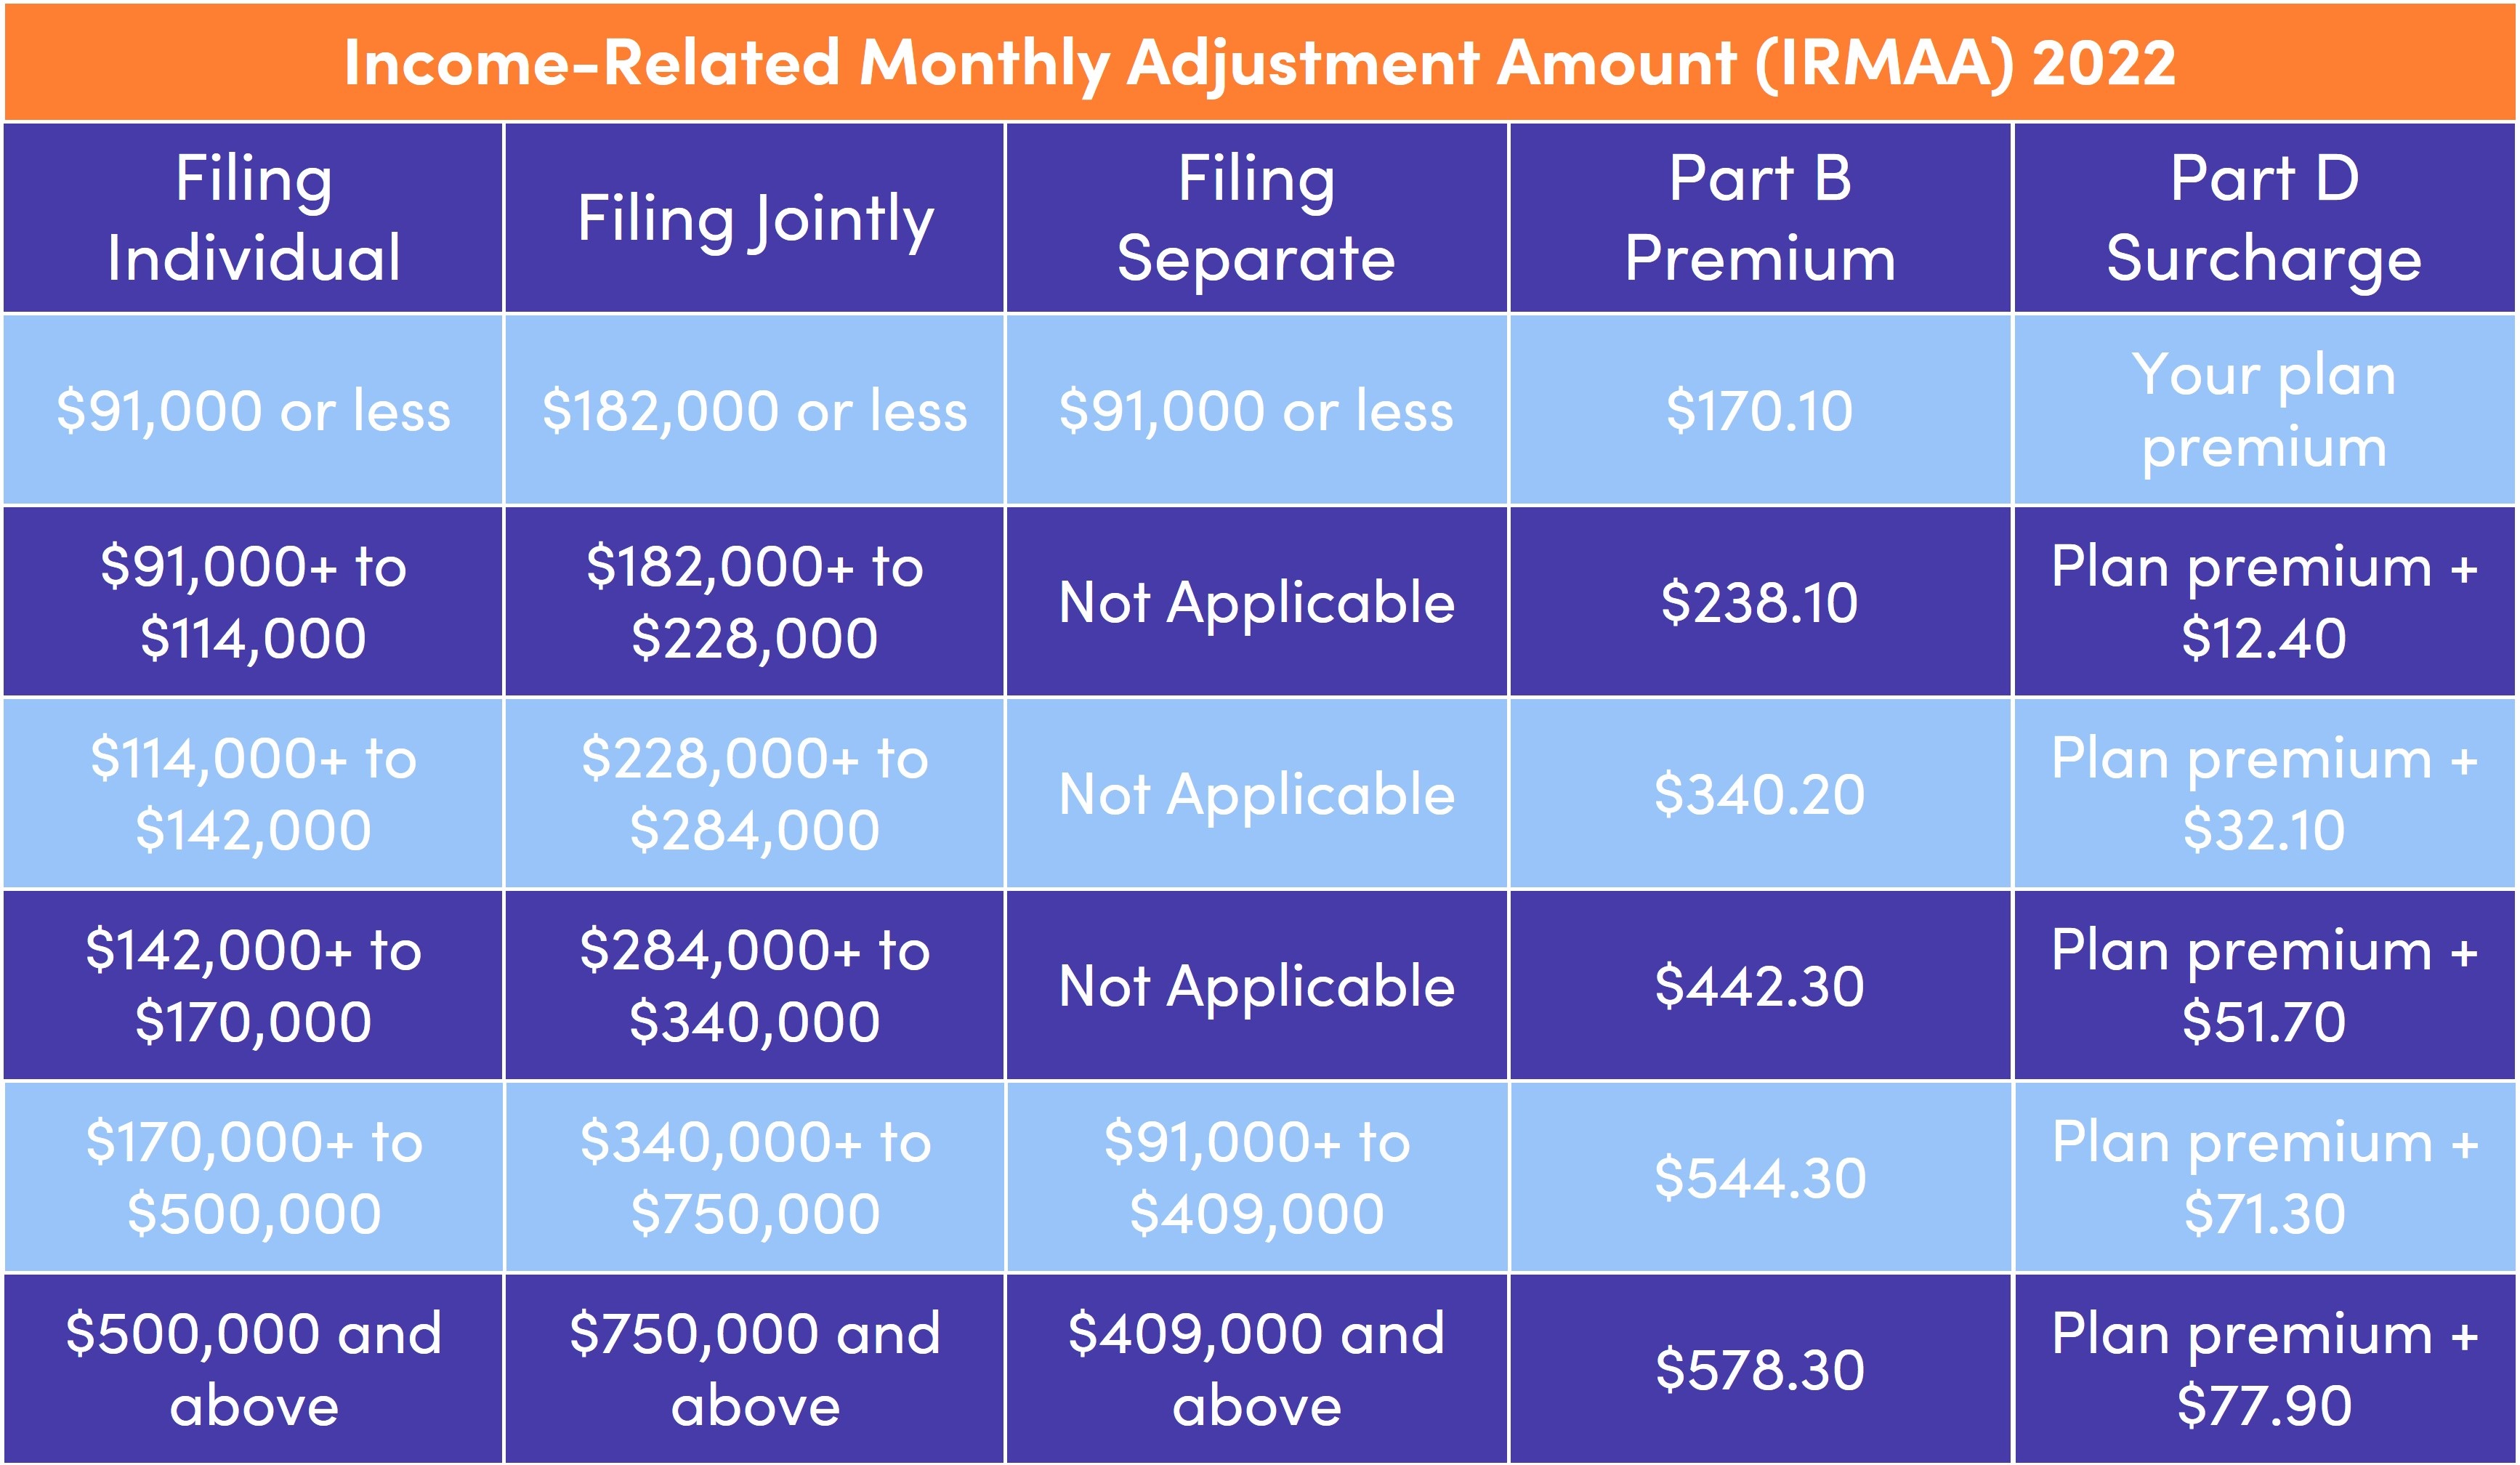 Income-Related Monthly Adjustment Amount (IRMAA) 2022
Filing
Individual
Filing Jointly
Filing
Separate
Part B
Premium
Part D
Surcharge
$91,000 or less
$182,000 or less
$91,000 or less
$170.10
Your plan
premium
$91,000+ to
$114,000
$182,000+ to
$228,000
Not Applicable
$238.10
Plan premium +
$12.40
$114,000+ to
$142,000
$228,000+ to
$284,000
Not Applicable
$340.20
Plan premium +
$32.10
$142,000+ to
$170,000
$284,000+ to
$340,000
Not Applicable
$442.30
Plan premium +
$51.70
$170,000+ to
$500,000
$340,000+ to
$750,000
$91,000+ to
$409,000
$544.30
Plan premium +
$71.30
$500,000 and
above
$750,000 and
above
$409,000 and
above
$578.30
Plan premium +
$77.90